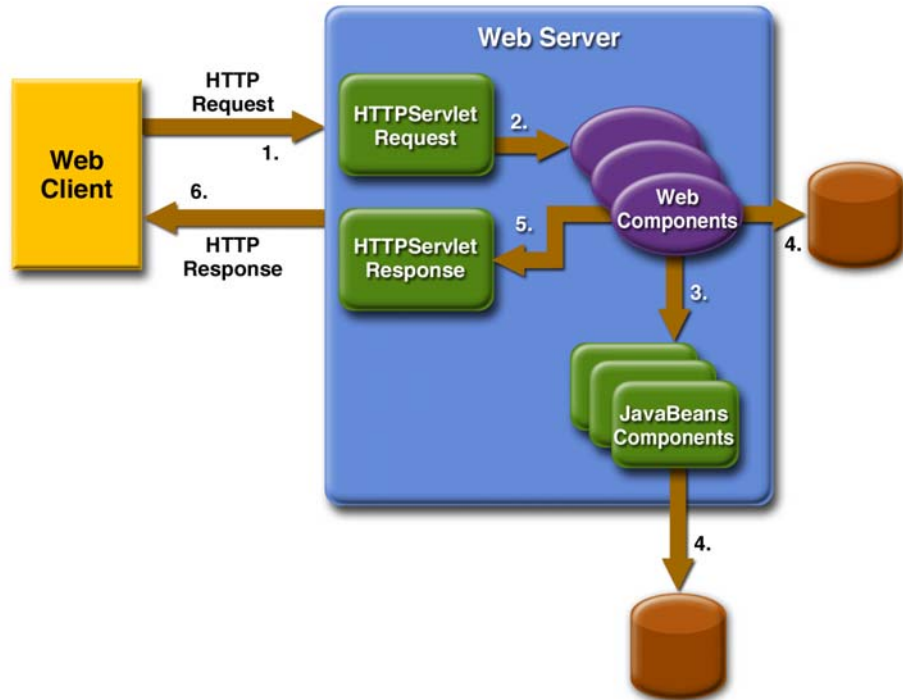 Web Server
HTTP
Request
1.
Web
Client
6.
HTTP
Response
HTTPServlet
Request
2.
HTTPServlet
Response
5.
Web
Components
4.
3.
JavaBeans
Components
4.